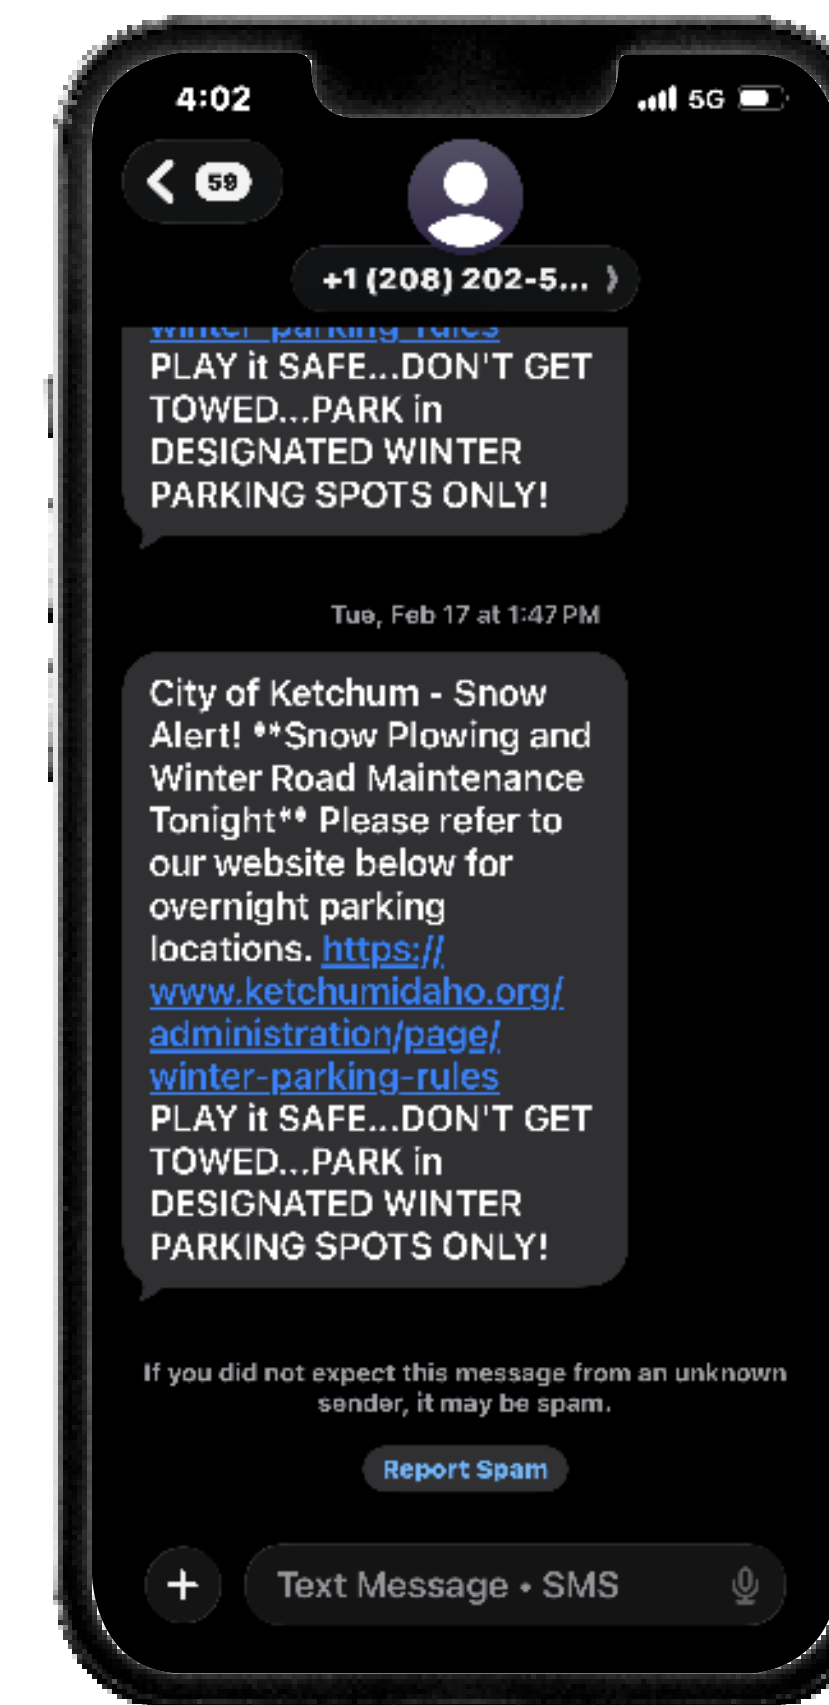 4:02
5G
59
+1 (208) 202-5... >
winter-parking-rules
PLAY it SAFE...DON'T GET
TOWED...PARK in
DESIGNATED WINTER
PARKING SPOTS ONLY!
Tue, Feb 17 at 1:47 PM
City of Ketchum - Snow
Alert! **Snow Plowing and
Winter Road Maintenance
Tonight** Please refer to
our website below for
overnight parking
locations. https://
www.ketchumidaho.org/
administration/page/
winter-parking-rules
PLAY it SAFE...DON'T GET
TOWED...PARK in
DESIGNATED WINTER
PARKING SPOTS ONLY!
If you did not expect this message from an unknown
sender, it may be spam.
Report Spam
Text Message • SMS